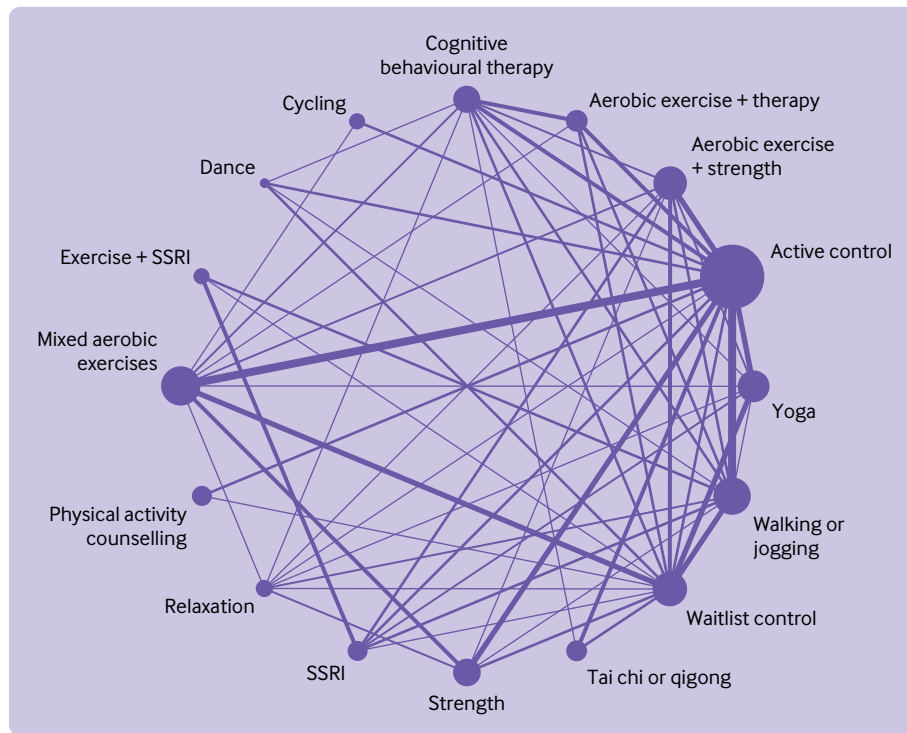 Cognitive
behavioural therapy
Cycling
Aerobic exercise + therapy
Aerobic exercise
+ strength
Dance
Active control
Exercise + SSRI
Mixed aerobic
exercises
Yoga
Physical activity
counselling
Walking or
jogging
Relaxation
Waitlist control
SSRI
Tai chi or qigong
Strength